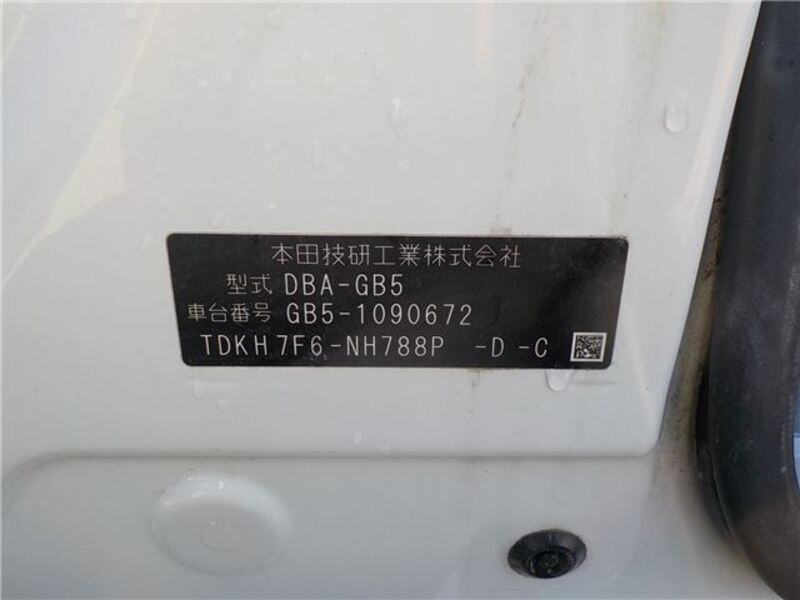 本田技研工業株式会社
型式 DBA-GB5
車台番号 GB5-1090672
TDKH7F6-NH788P -D-C